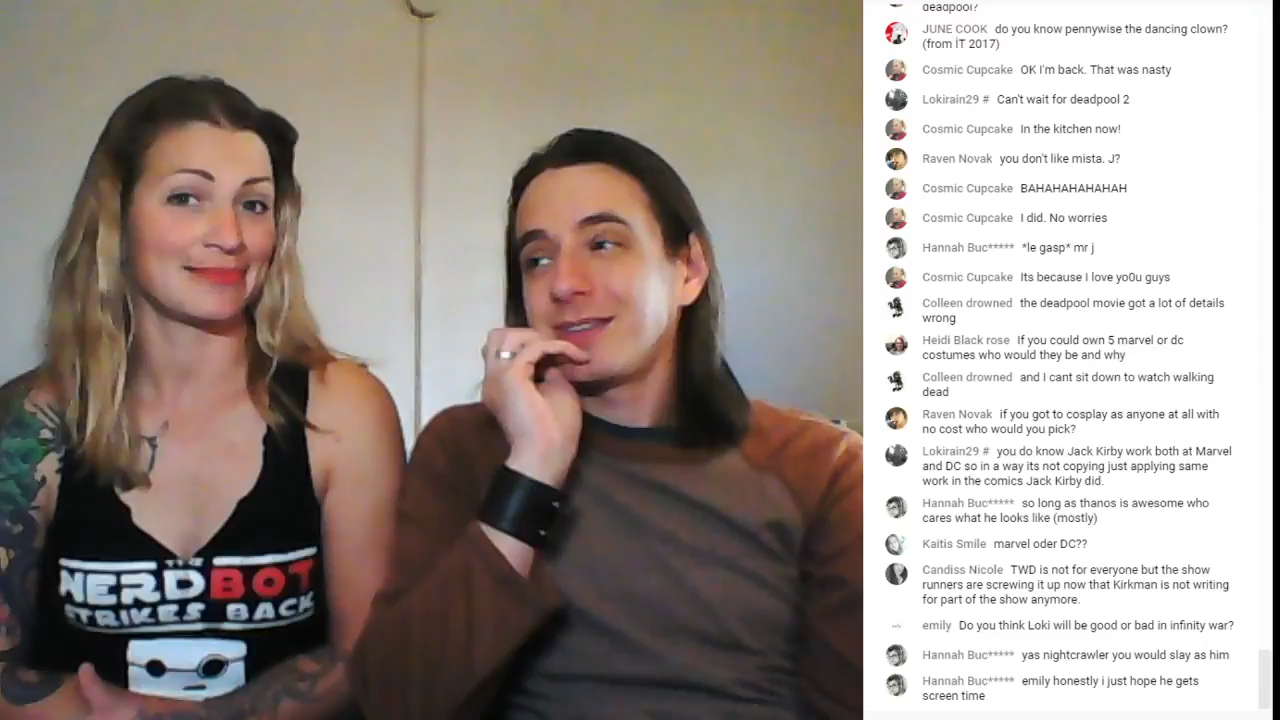 THE
NERDBOT
STRIKES BACK
deadpool?
JUNE COOK do you know pennywise the dancing clown?
(from İT 2017)
Cosmic Cupcake OK I'm back. That was nasty
Lokirain29 # Can't wait for deadpool 2
Cosmic Cupcake In the kitchen now!
Raven Novak you don't like mista. J?
Cosmic Cupcake BAHAHAHAHAHAH
Cosmic Cupcake I did. No worries
Hannah Buc***** *le gasp* mr j
Cosmic Cupcake Its because I love yo0u guys
Colleen drowned the deadpool movie got a lot of details
wrong
Heidi Black rose If you could own 5 marvel or dc
costumes who would they be and why
Colleen drowned and I cant sit down to watch walking
dead
Raven Novak if you got to cosplay as anyone at all with
no cost who would you pick?
Lokirain29 # you do know Jack Kirby work both at Marvel
and DC so in a way its not copying just applying same
work in the comics Jack Kirby did.
Hannah Buc***** so long as thanos is awesome who
cares what he looks like (mostly)
Kaitis Smile marvel oder DC??
Candiss Nicole TWD is not for everyone but the show
runners are screwing it up now that Kirkman is not writing
for part of the show anymore.
emily Do you think Loki will be good or bad in infinity war?
Hannah Buc***** yas nightcrawler you would slay as him
Hannah Buc***** emily honestly i just hope he gets
screen time